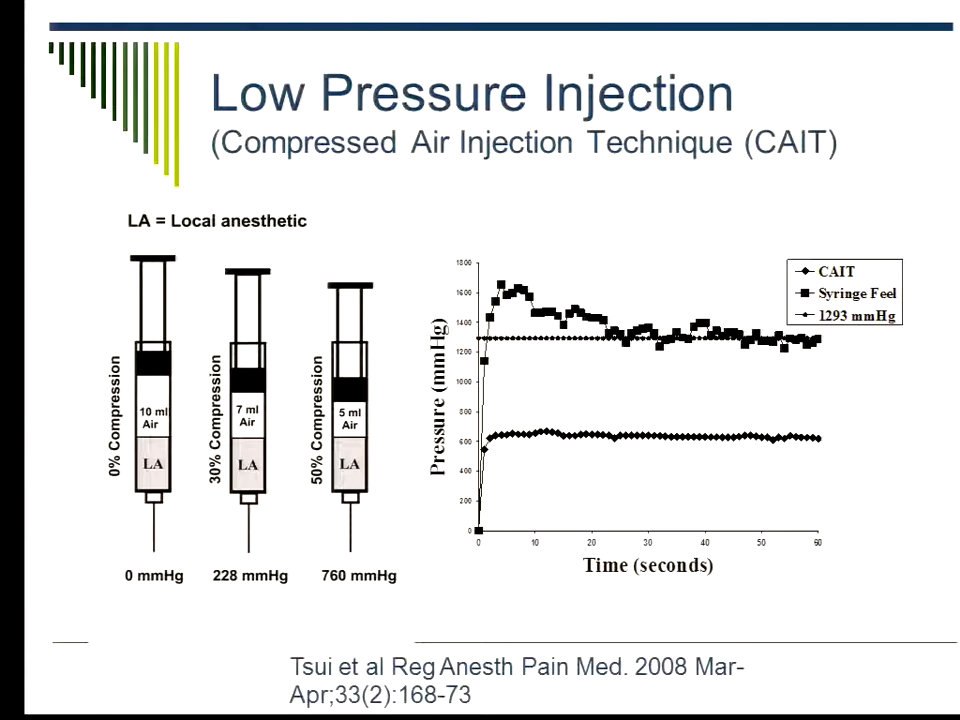 Low Pressure Injection
(Compressed Air Injection Technique (CAIT)
LA = Local anesthetic
0% Compression
10 ml
Air
LA
0 mmHg
30% Compression
7 ml
Air
LA
228 mmHg
50% Compression
5 ml
Air
LA
760 mmHg
Pressure (mmHg)
1800
1600
1400
1200
1000
800
600
400
200
0
0 10 20 30 40 50 60
Time (seconds)
CAIT
Syringe Feel
1293 mmHg
Tsui et al Reg Anesth Pain Med. 2008 Mar-
Apr;33(2):168-73